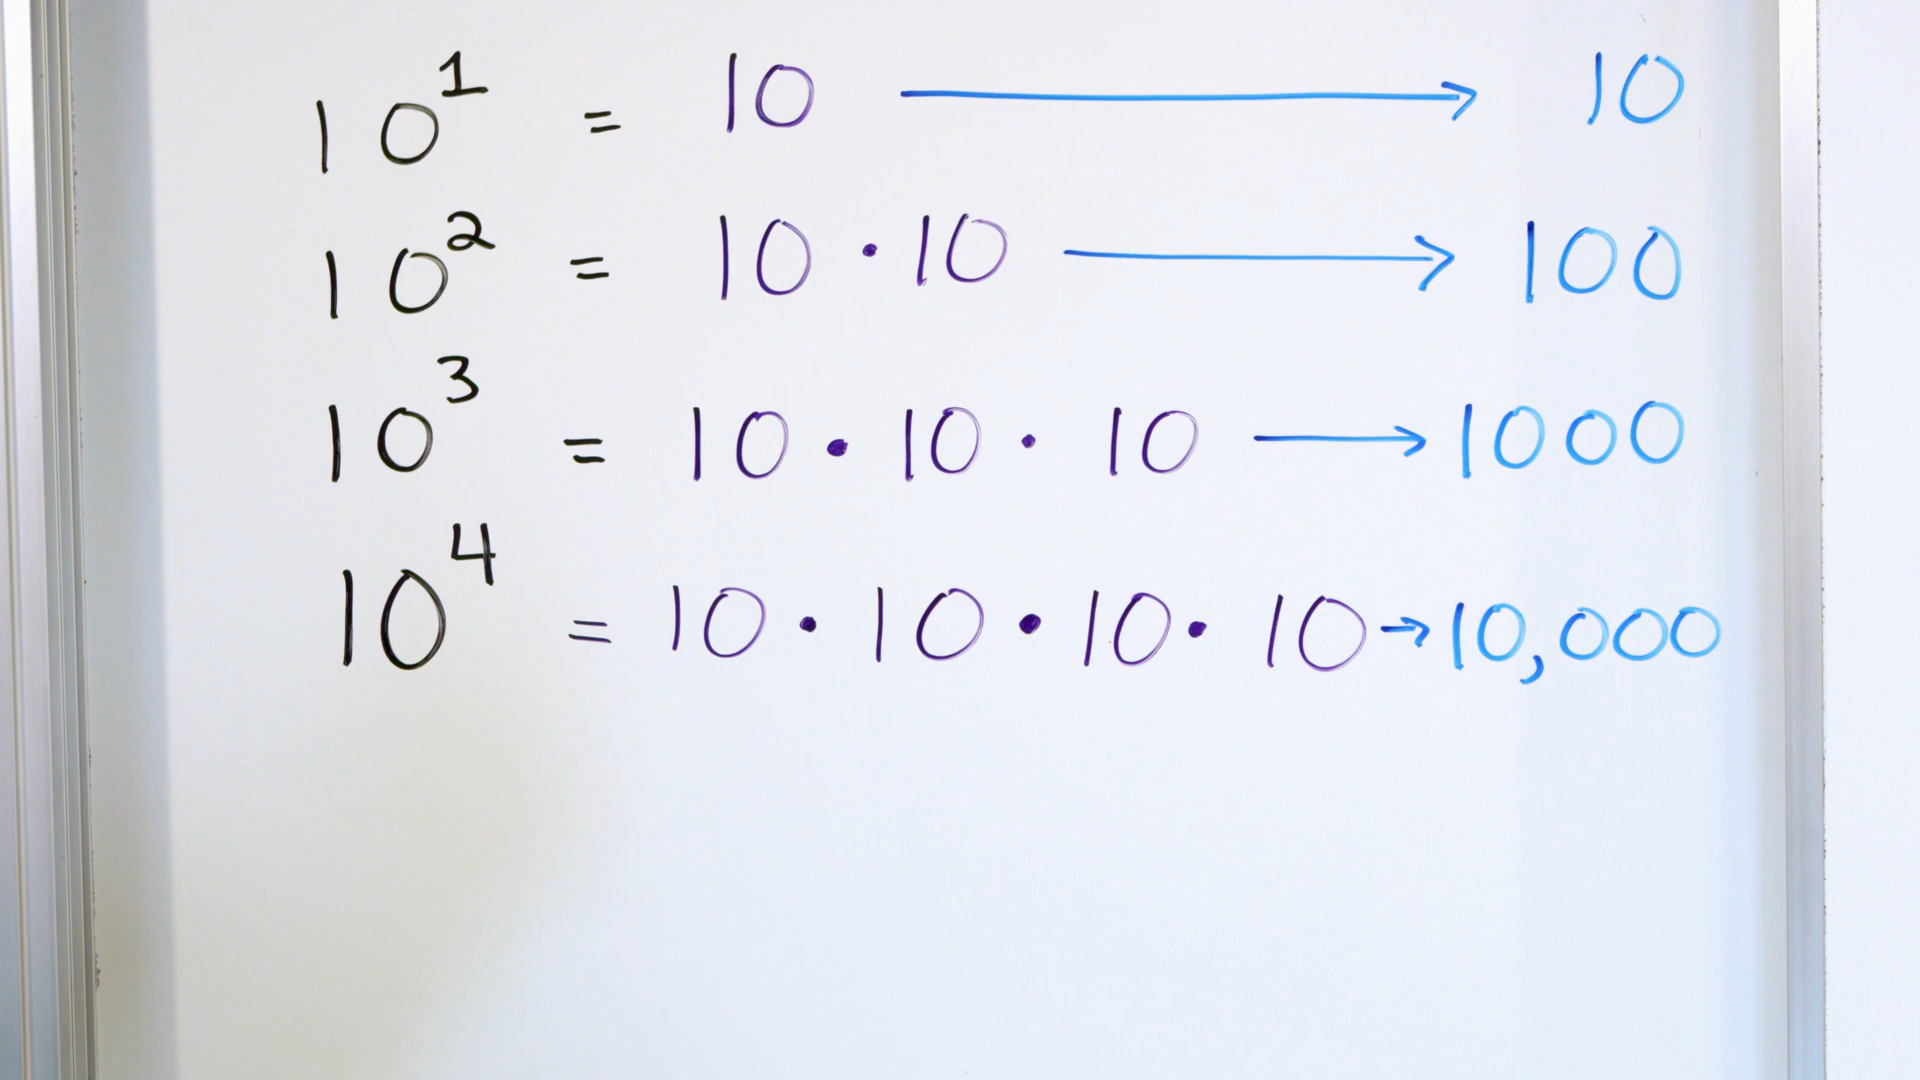 10¹ = 10 → 10
10² = 10 · 10 → 100
10³ = 10 · 10 · 10 → 1000
10⁴ = 10 · 10 · 10 · 10 → 10,000